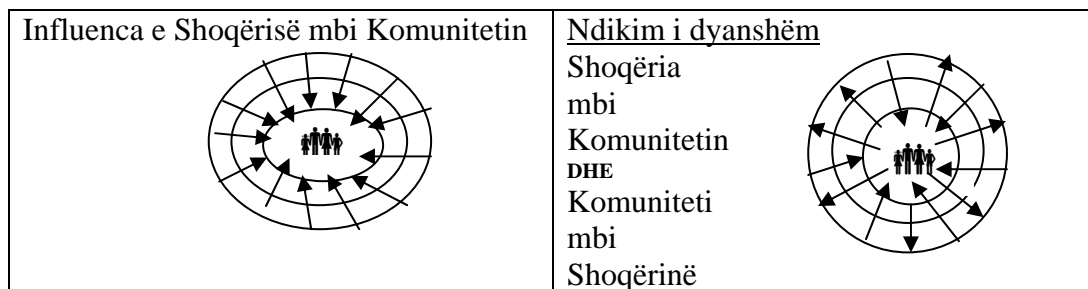 Influenca e Shoqërisë mbi Komunitetin
Ndikim i dyanshëm
Shoqëria
mbi
Komunitetin
DHE
Komuniteti
mbi
Shoqërinë